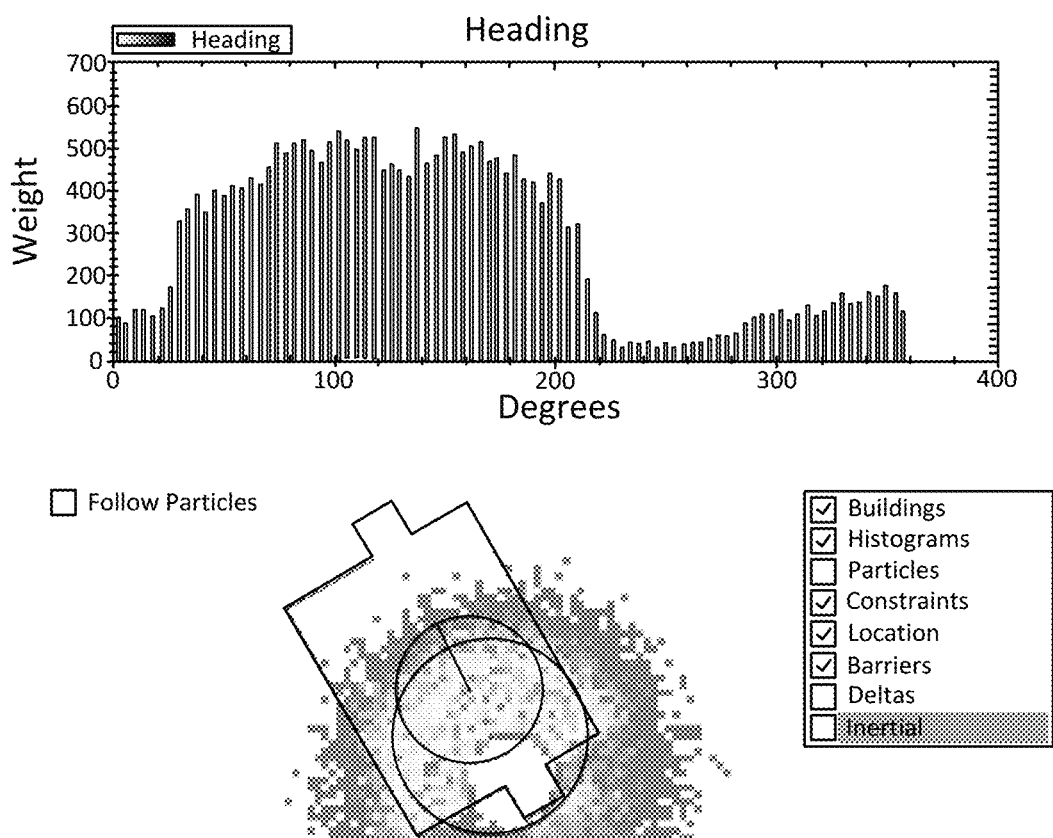 Heading
Heading
700
600
500
400
300
200
100
0
Weight
0 100 200 300 400
Degrees
Follow Particles
Buildings
Histograms
Particles
Constraints
Location
Barriers
Deltas
Inertial